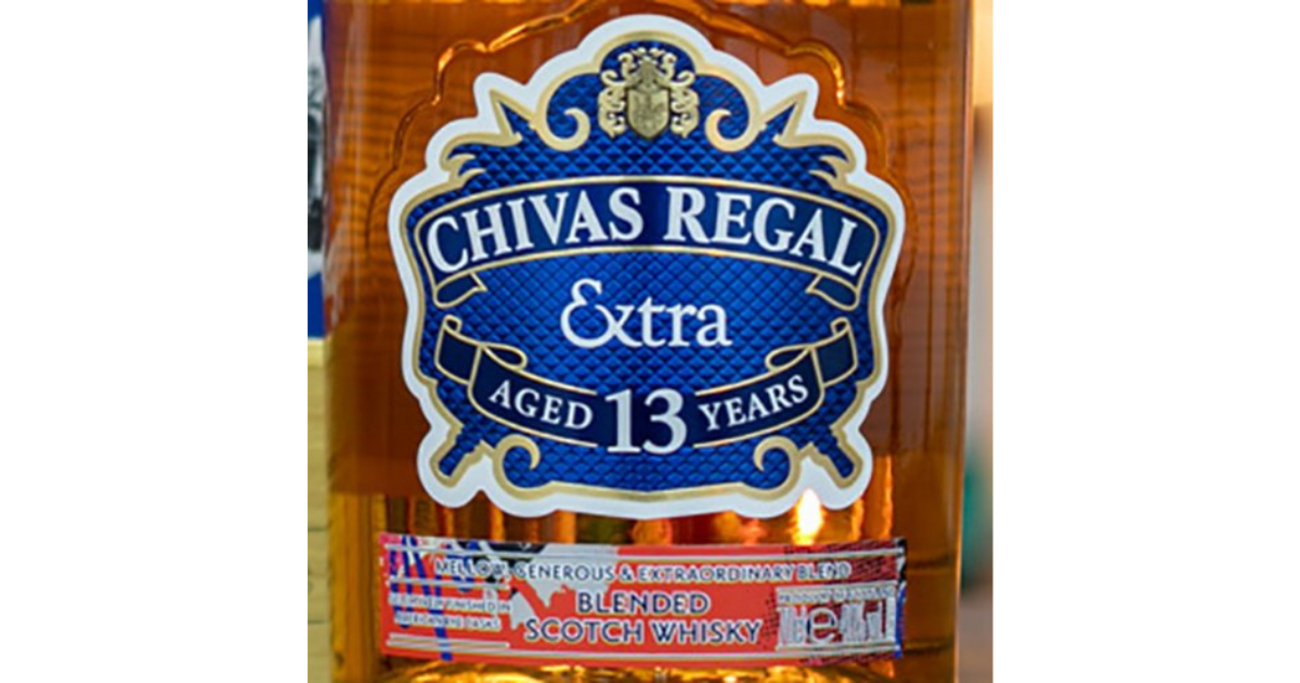 CHIVAS REGAL
Extra
AGED 13 YEARS
MELLOW, GENEROUS & EXTRAORDINARY BLEND
BLENDED
SCOTCH WHISKY